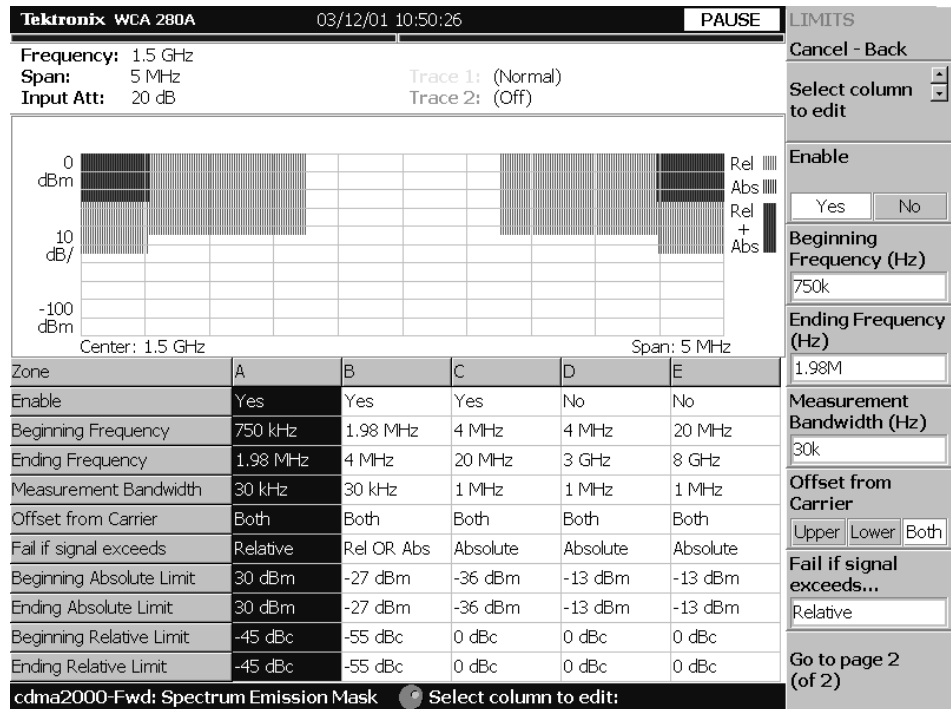 Tektronix WCA 280A 03/12/01 10:50:26 PAUSE
Frequency: 1.5 GHz
Span: 5 MHz Trace 1: (Normal)
Input Att: 20 dB Trace 2: (Off)
0
dBm
10
dB/
-100
dBm
Rel
Abs
Rel
+
Abs
Center: 1.5 GHz Span: 5 MHz
Zone A B C D E
Enable Yes Yes Yes No No
Beginning Frequency 750 kHz 1.98 MHz 4 MHz 4 MHz 20 MHz
Ending Frequency 1.98 MHz 4 MHz 20 MHz 3 GHz 8 GHz
Measurement Bandwidth 30 kHz 30 kHz 1 MHz 1 MHz 1 MHz
Offset from Carrier Both Both Both Both Both
Fail if signal exceeds Relative Rel OR Abs Absolute Absolute Absolute
Beginning Absolute Limit 30 dBm -27 dBm -36 dBm -13 dBm -13 dBm
Ending Absolute Limit 30 dBm -27 dBm -36 dBm -13 dBm -13 dBm
Beginning Relative Limit -45 dBc -55 dBc 0 dBc 0 dBc 0 dBc
Ending Relative Limit -45 dBc -55 dBc 0 dBc 0 dBc 0 dBc
cdma2000-Fwd: Spectrum Emission Mask Select column to edit:
LIMITS
Cancel - Back
Select column
to edit
Enable
Yes No
Beginning
Frequency (Hz)
750k
Ending Frequency
(Hz)
1.98M
Measurement
Bandwidth (Hz)
30k
Offset from
Carrier
Upper Lower Both
Fail if signal
exceeds...
Relative
Go to page 2
(of 2)